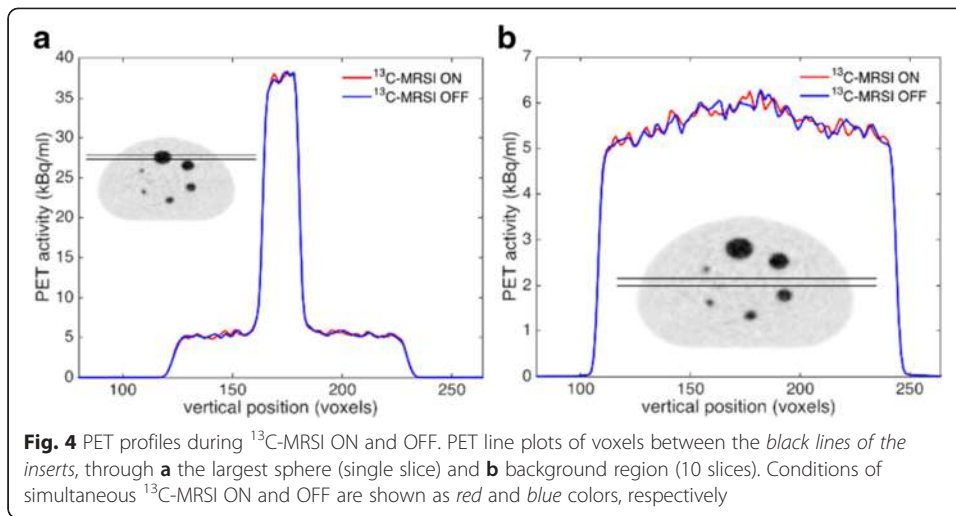 a
40
35
30
25
20
15
10
5
0
PET activity (kBq/ml)
¹³C-MRSI ON
¹³C-MRSI OFF
100 150 200 250
vertical position (voxels)
b
7
6
5
4
3
2
1
0
PET activity (kBq/ml)
¹³C-MRSI ON
¹³C-MRSI OFF
100 150 200 250
vertical position (voxels)
Fig. 4 PET profiles during ¹³C-MRSI ON and OFF. PET line plots of voxels between the black lines of the
inserts, through a the largest sphere (single slice) and b background region (10 slices). Conditions of
simultaneous ¹³C-MRSI ON and OFF are shown as red and blue colors, respectively